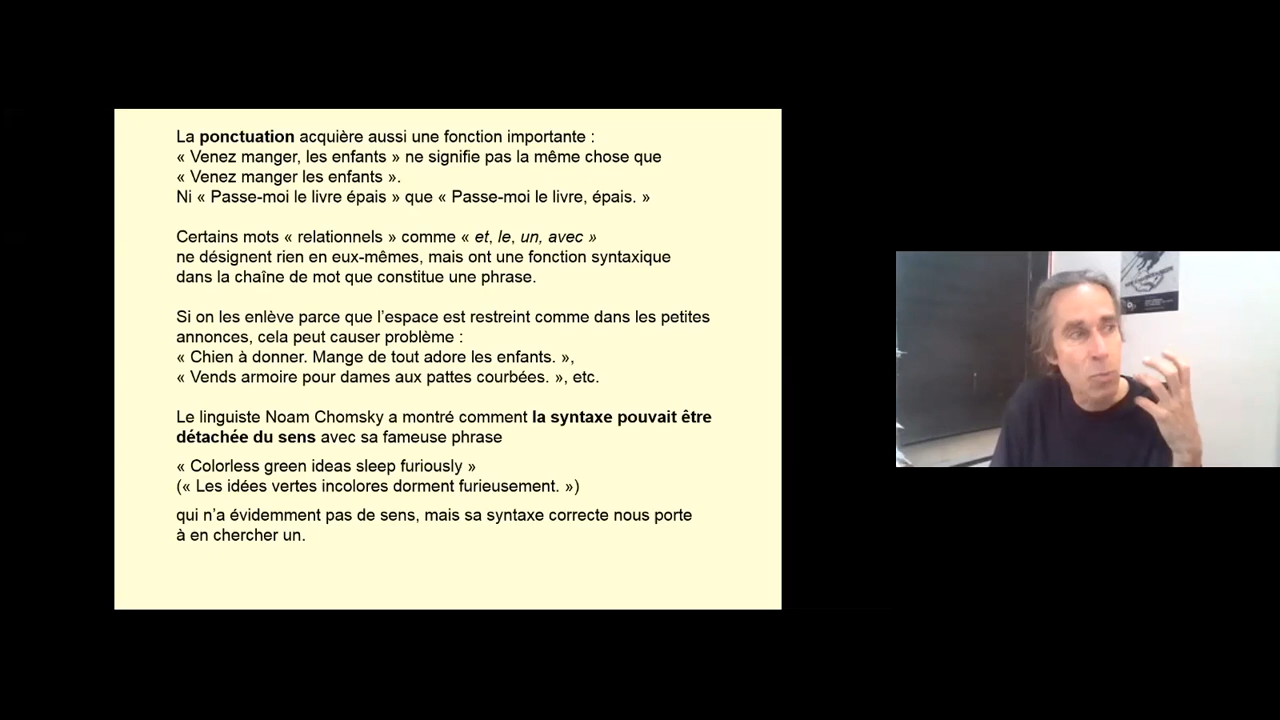 La ponctuation acquière aussi une fonction importante :
« Venez manger, les enfants » ne signifie pas la même chose que
« Venez manger les enfants ».
Ni « Passe-moi le livre épais » que « Passe-moi le livre, épais. »
Certains mots « relationnels » comme « et, le, un, avec »
ne désignent rien en eux-mêmes, mais ont une fonction syntaxique
dans la chaîne de mot que constitue une phrase.
Si on les enlève parce que l’espace est restreint comme dans les petites
annonces, cela peut causer problème :
« Chien à donner. Mange de tout adore les enfants. »,
« Vends armoire pour dames aux pattes courbées. », etc.
Le linguiste Noam Chomsky a montré comment la syntaxe pouvait être
détachée du sens avec sa fameuse phrase
« Colorless green ideas sleep furiously »
(« Les idées vertes incolores dorment furieusement. »)
qui n’a évidemment pas de sens, mais sa syntaxe correcte nous porte
à en chercher un.